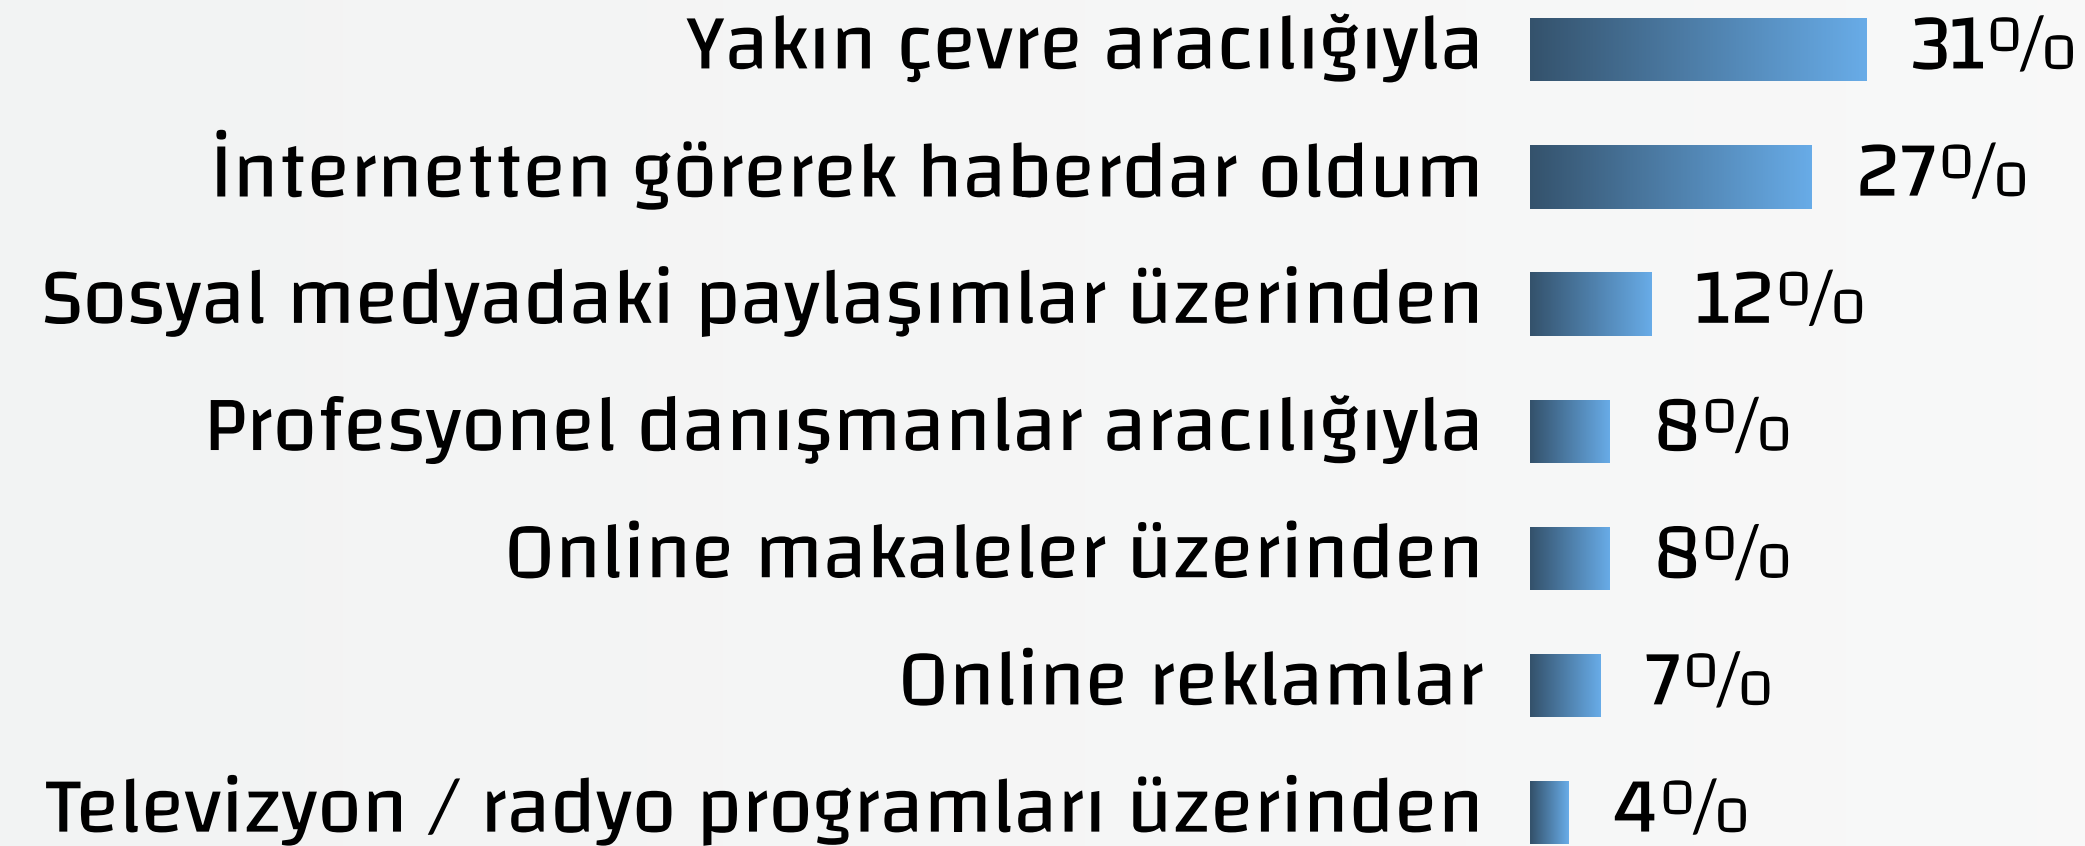 Yakın çevre aracılığıyla 31%
İnternetten görerek haberdar oldum 27%
Sosyal medyadaki paylaşımlar üzerinden 12%
Profesyonel danışmanlar aracılığıyla 8%
Online makaleler üzerinden 8%
Online reklamlar 7%
Televizyon / radyo programları üzerinden 4%